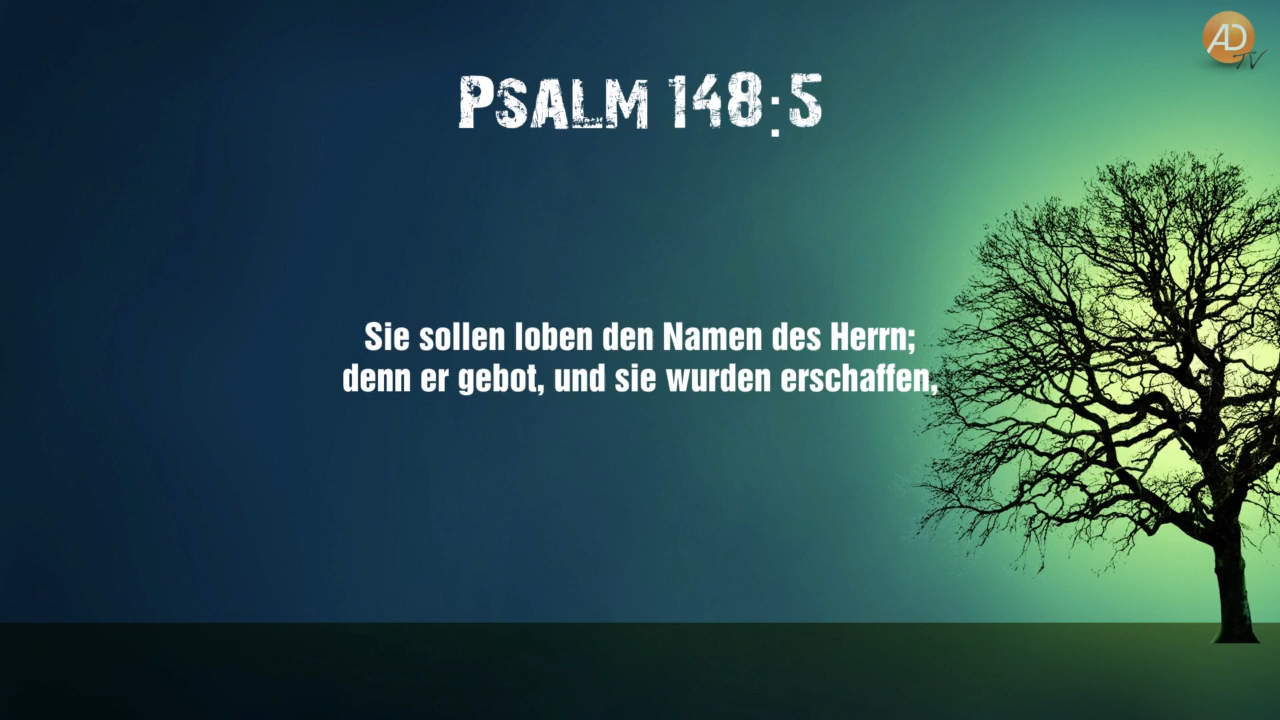 AD
TV
Psalm 148:5
Sie sollen loben den Namen des Herrn;
denn er gebot, und sie wurden erschaffen,